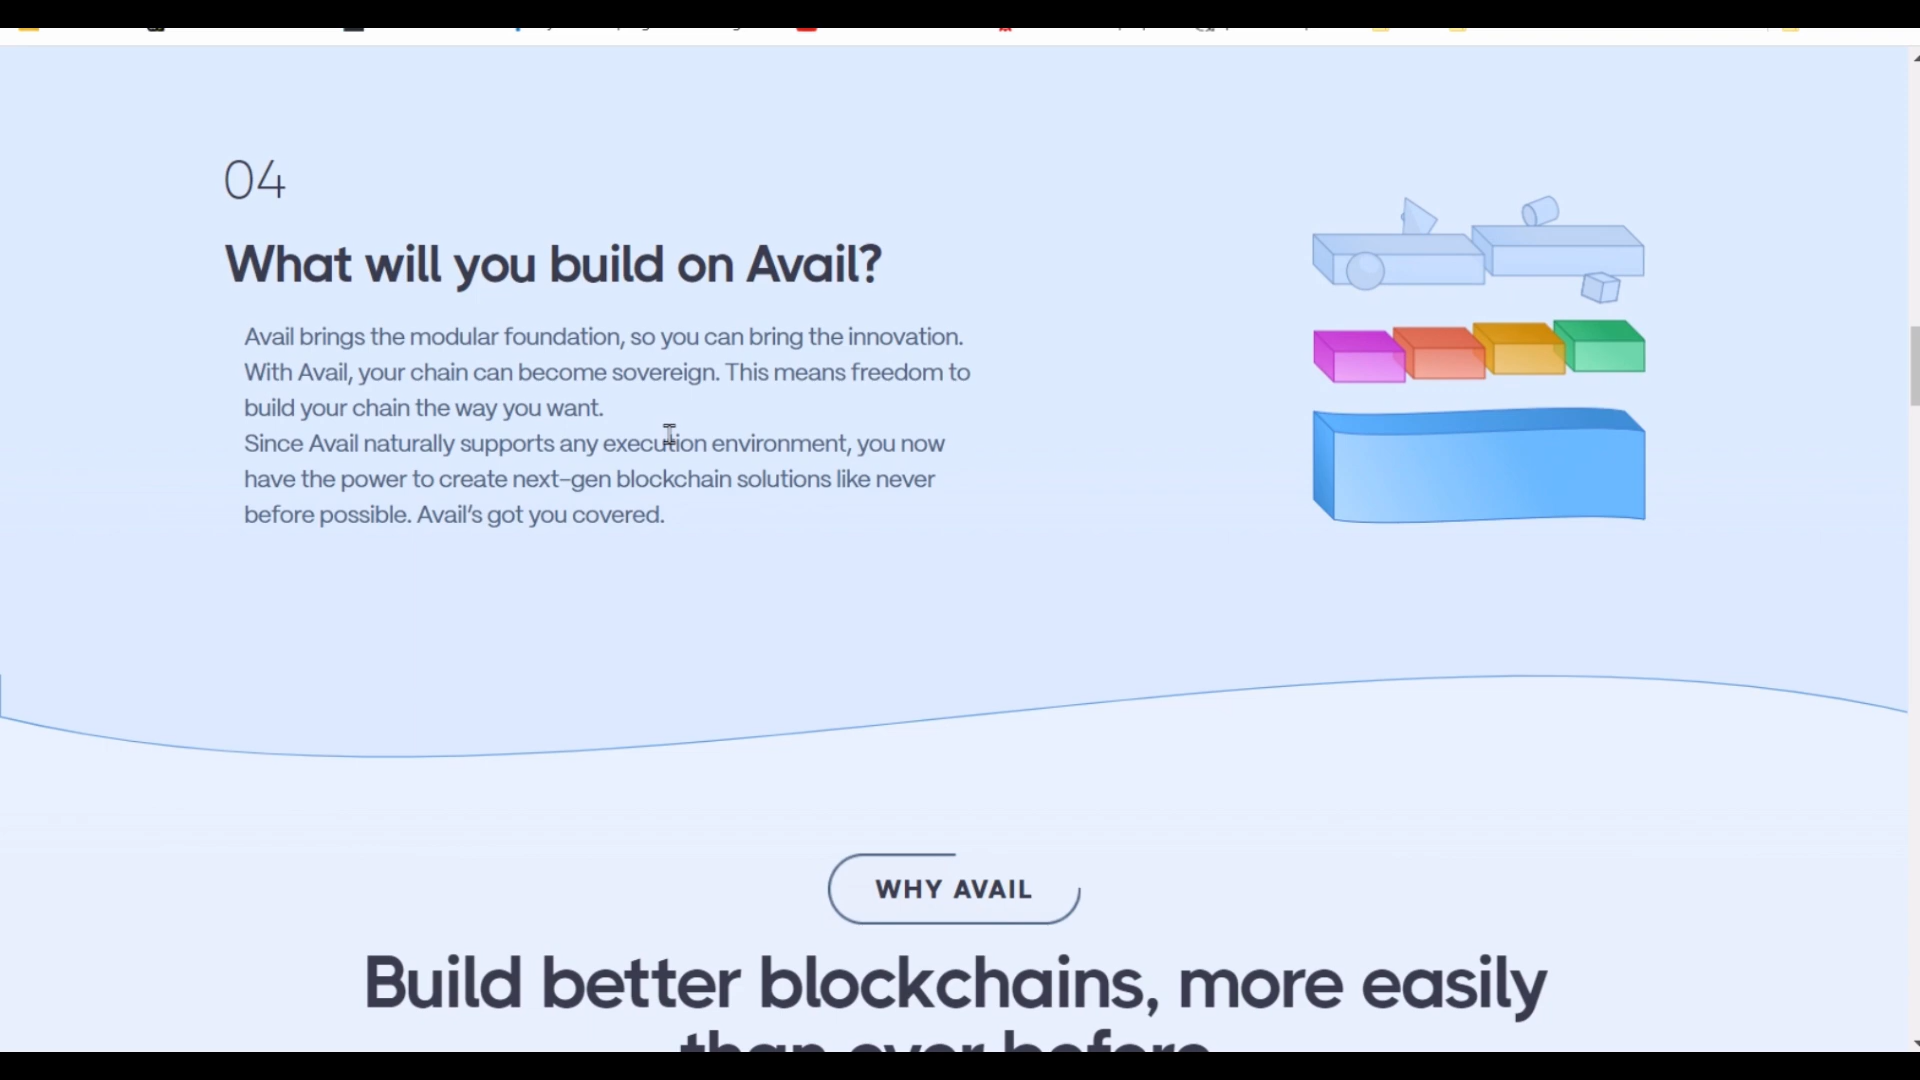 04
What will you build on Avail?
Avail brings the modular foundation, so you can bring the innovation.
With Avail, your chain can become sovereign. This means freedom to
build your chain the way you want.
Since Avail naturally supports any execution environment, you now
have the power to create next-gen blockchain solutions like never
before possible. Avail's got you covered.
WHY AVAIL
Build better blockchains, more easily
than ever before